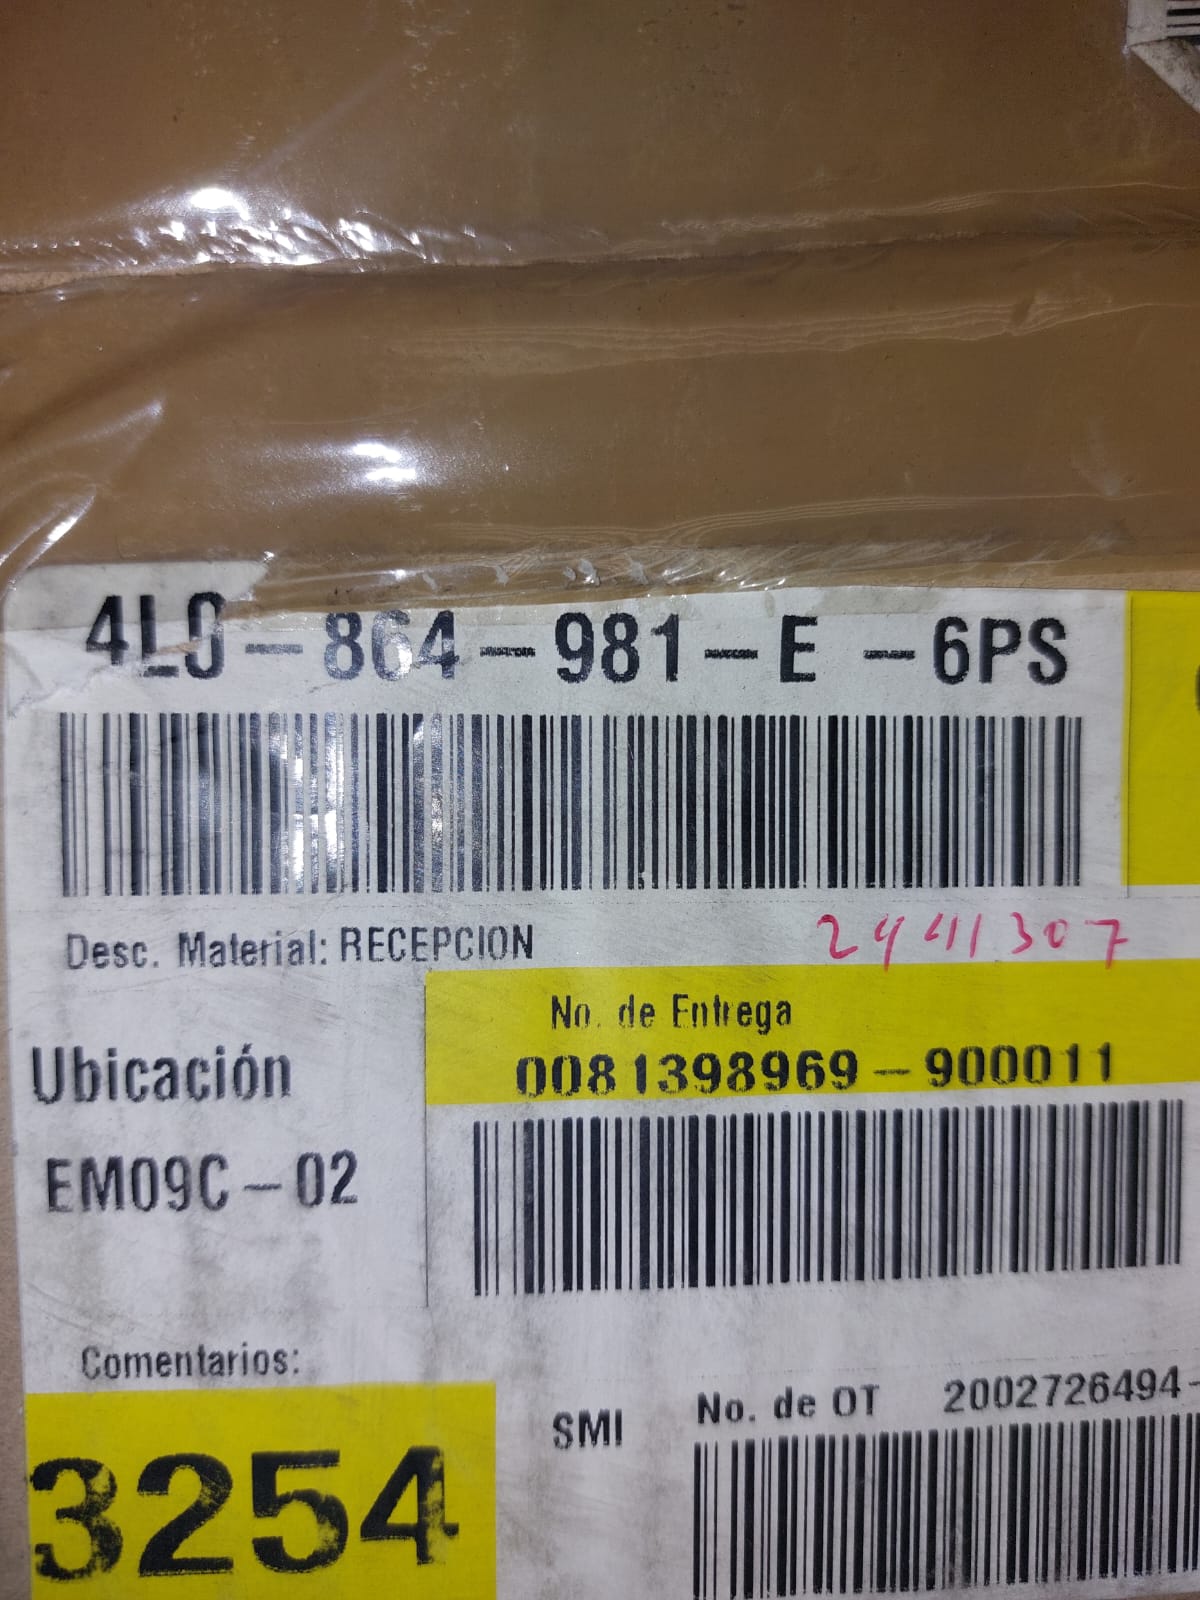 4L0-864-981-E -6PS
Desc. Material: RECEPCION
2441307
No. de Entrega
0081398969-900011
Ubicación
EM09C-02
Comentarios:
3254
SMI
No. de OT 2002726494-